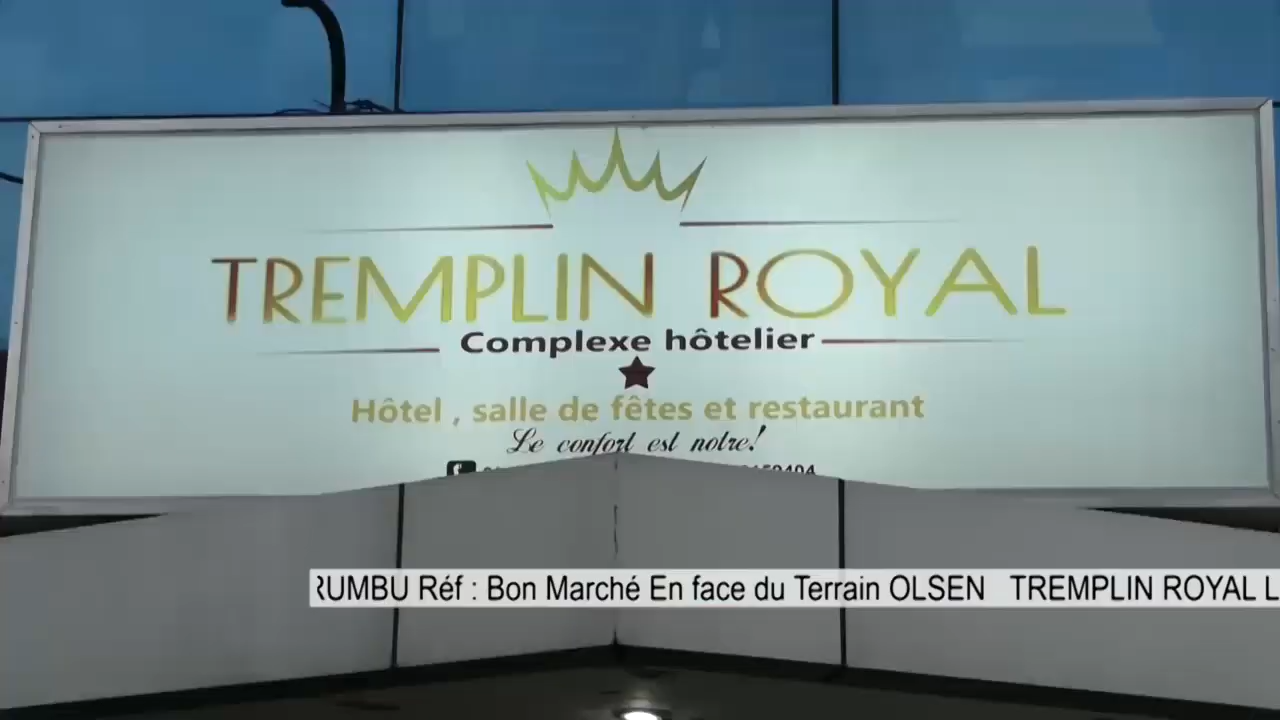 TREMPLIN ROYAL
Complexe hôtelier
Hôtel , salle de fêtes et restaurant
Le confort est notre!
RUMBU Réf : Bon Marché En face du Terrain OLSEN TREMPLIN ROYAL L